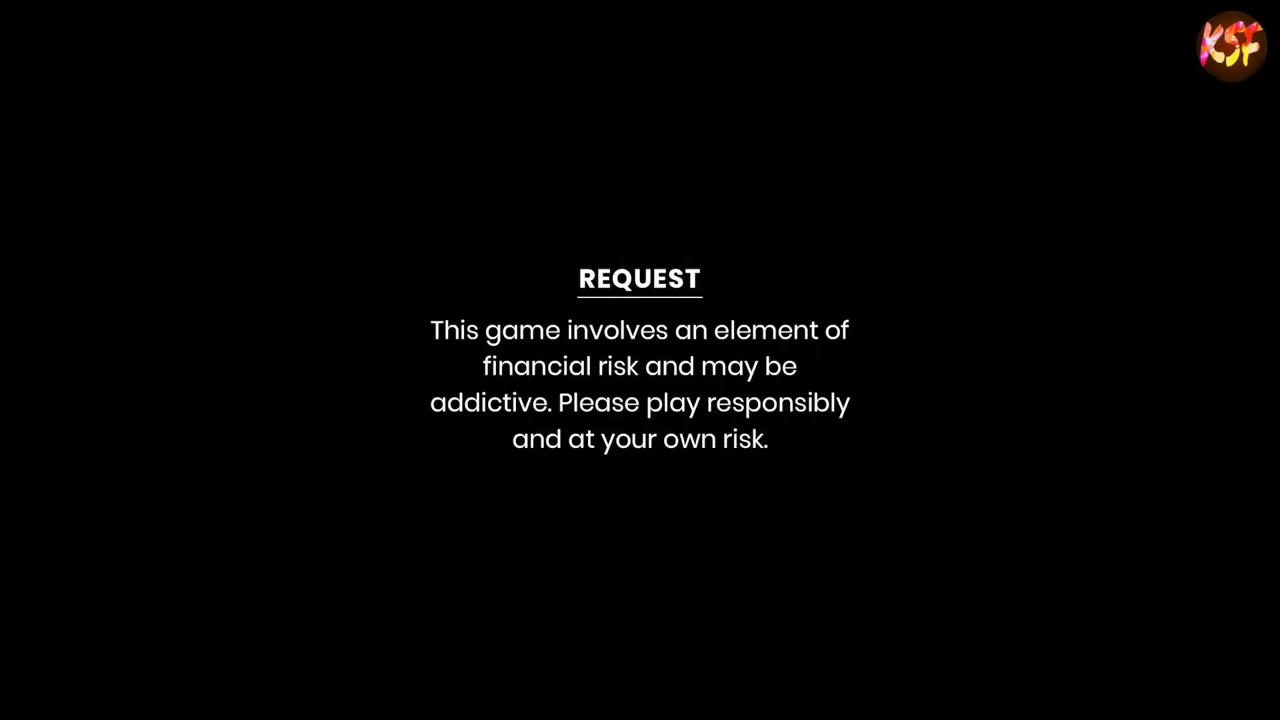 KSF
REQUEST
This game involves an element of
financial risk and may be
addictive. Please play responsibly
and at your own risk.